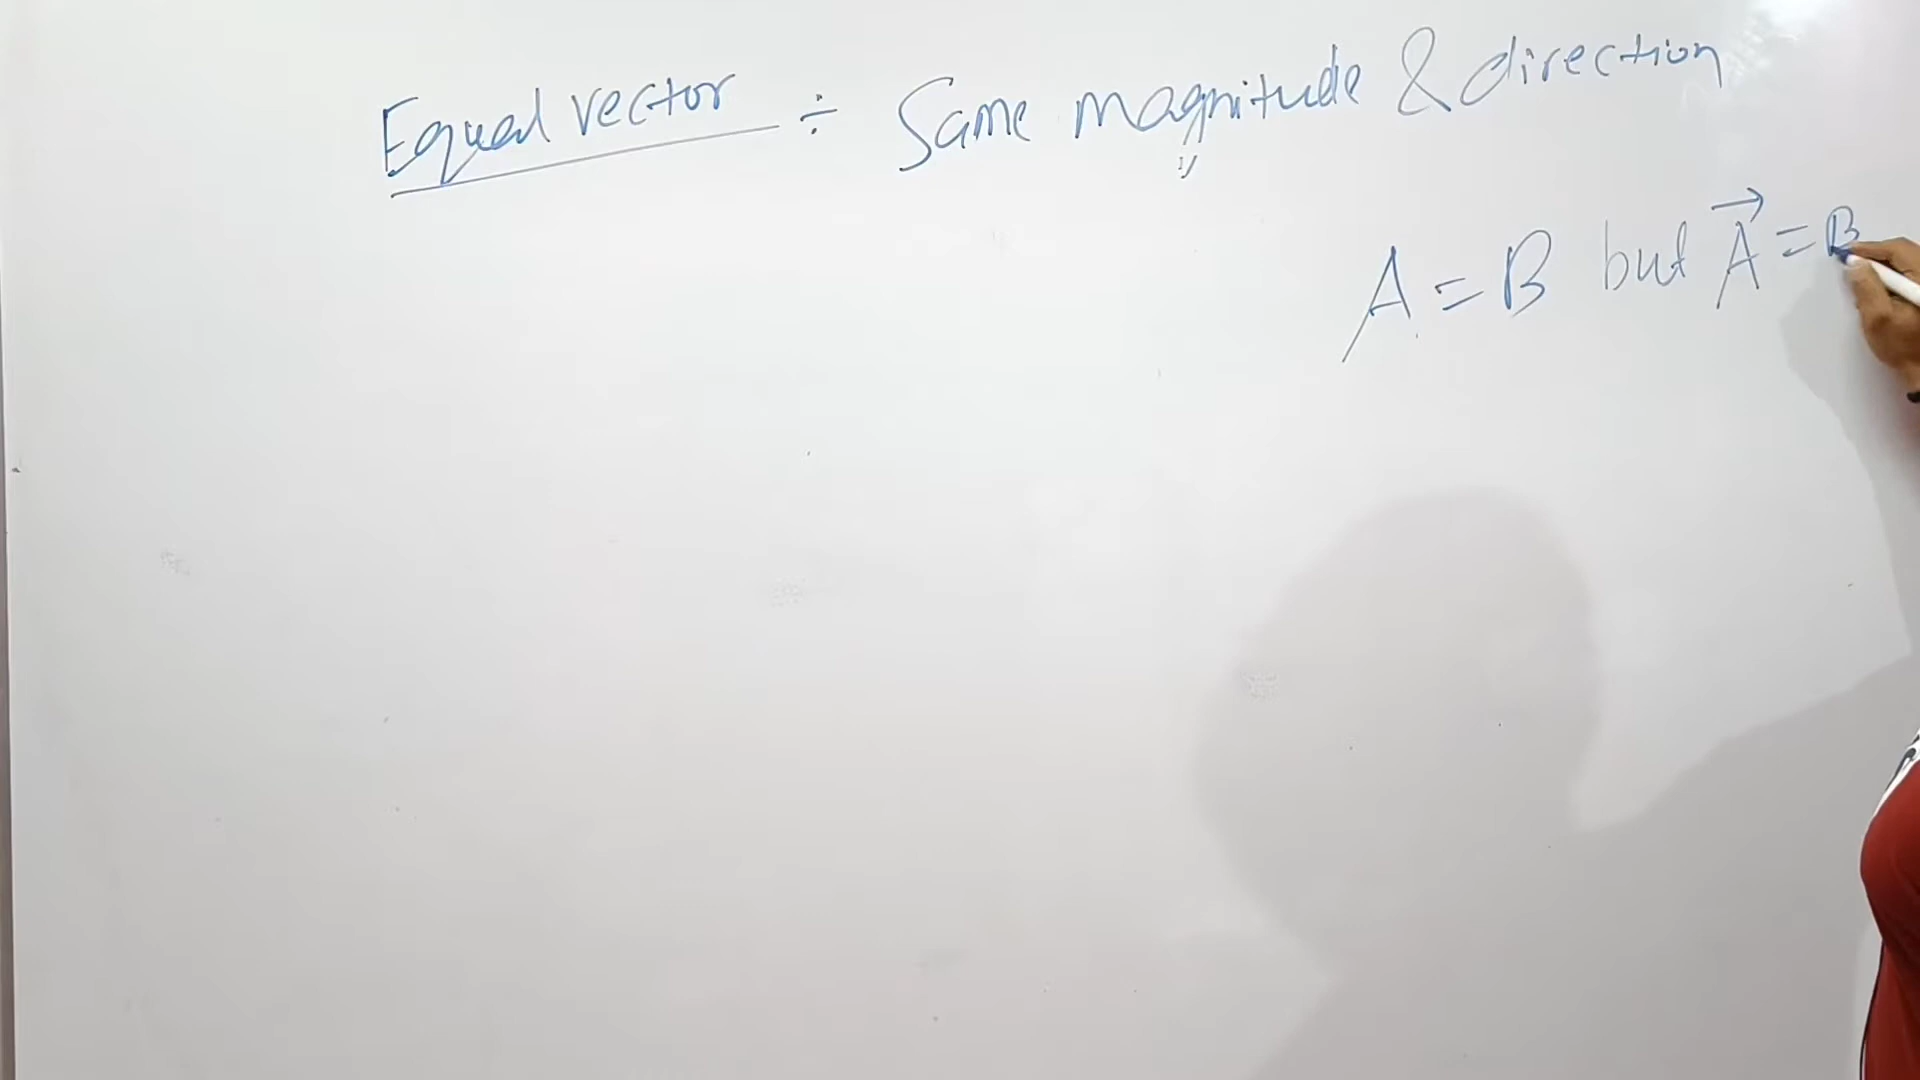 Equal vector ÷ Same magnitude & direction
A = B but A⃗ = B